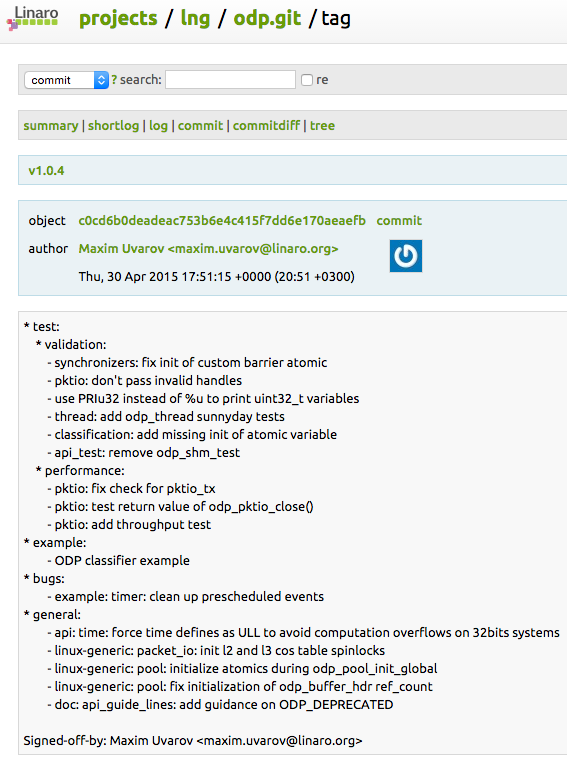 Linaro
projects / lng / odp.git / tag
commit ? search: re
summary | shortlog | log | commit | commitdiff | tree
v1.0.4
object c0cd6b0deadeac753b6e4c415f7dd6e170aeaefb commit
author Maxim Uvarov <maxim.uvarov@linaro.org>
Thu, 30 Apr 2015 17:51:15 +0000 (20:51 +0300)
* test:
* validation:
- synchronizers: fix init of custom barrier atomic
- pktio: don't pass invalid handles
- use PRIu32 instead of %u to print uint32_t variables
- thread: add odp_thread sunnyday tests
- classification: add missing init of atomic variable
- api_test: remove odp_shm_test
* performance:
- pktio: fix check for pktio_tx
- pktio: test return value of odp_pktio_close()
- pktio: add throughput test
* example:
- ODP classifier example
* bugs:
- example: timer: clean up prescheduled events
* general:
- api: time: force time defines as ULL to avoid computation overflows on 32bits systems
- linux-generic: packet_io: init l2 and l3 cos table spinlocks
- linux-generic: pool: initialize atomics during odp_pool_init_global
- linux-generic: pool: fix initialization of odp_buffer_hdr ref_count
- doc: api_guide_lines: add guidance on ODP_DEPRECATED
Signed-off-by: Maxim Uvarov <maxim.uvarov@linaro.org>